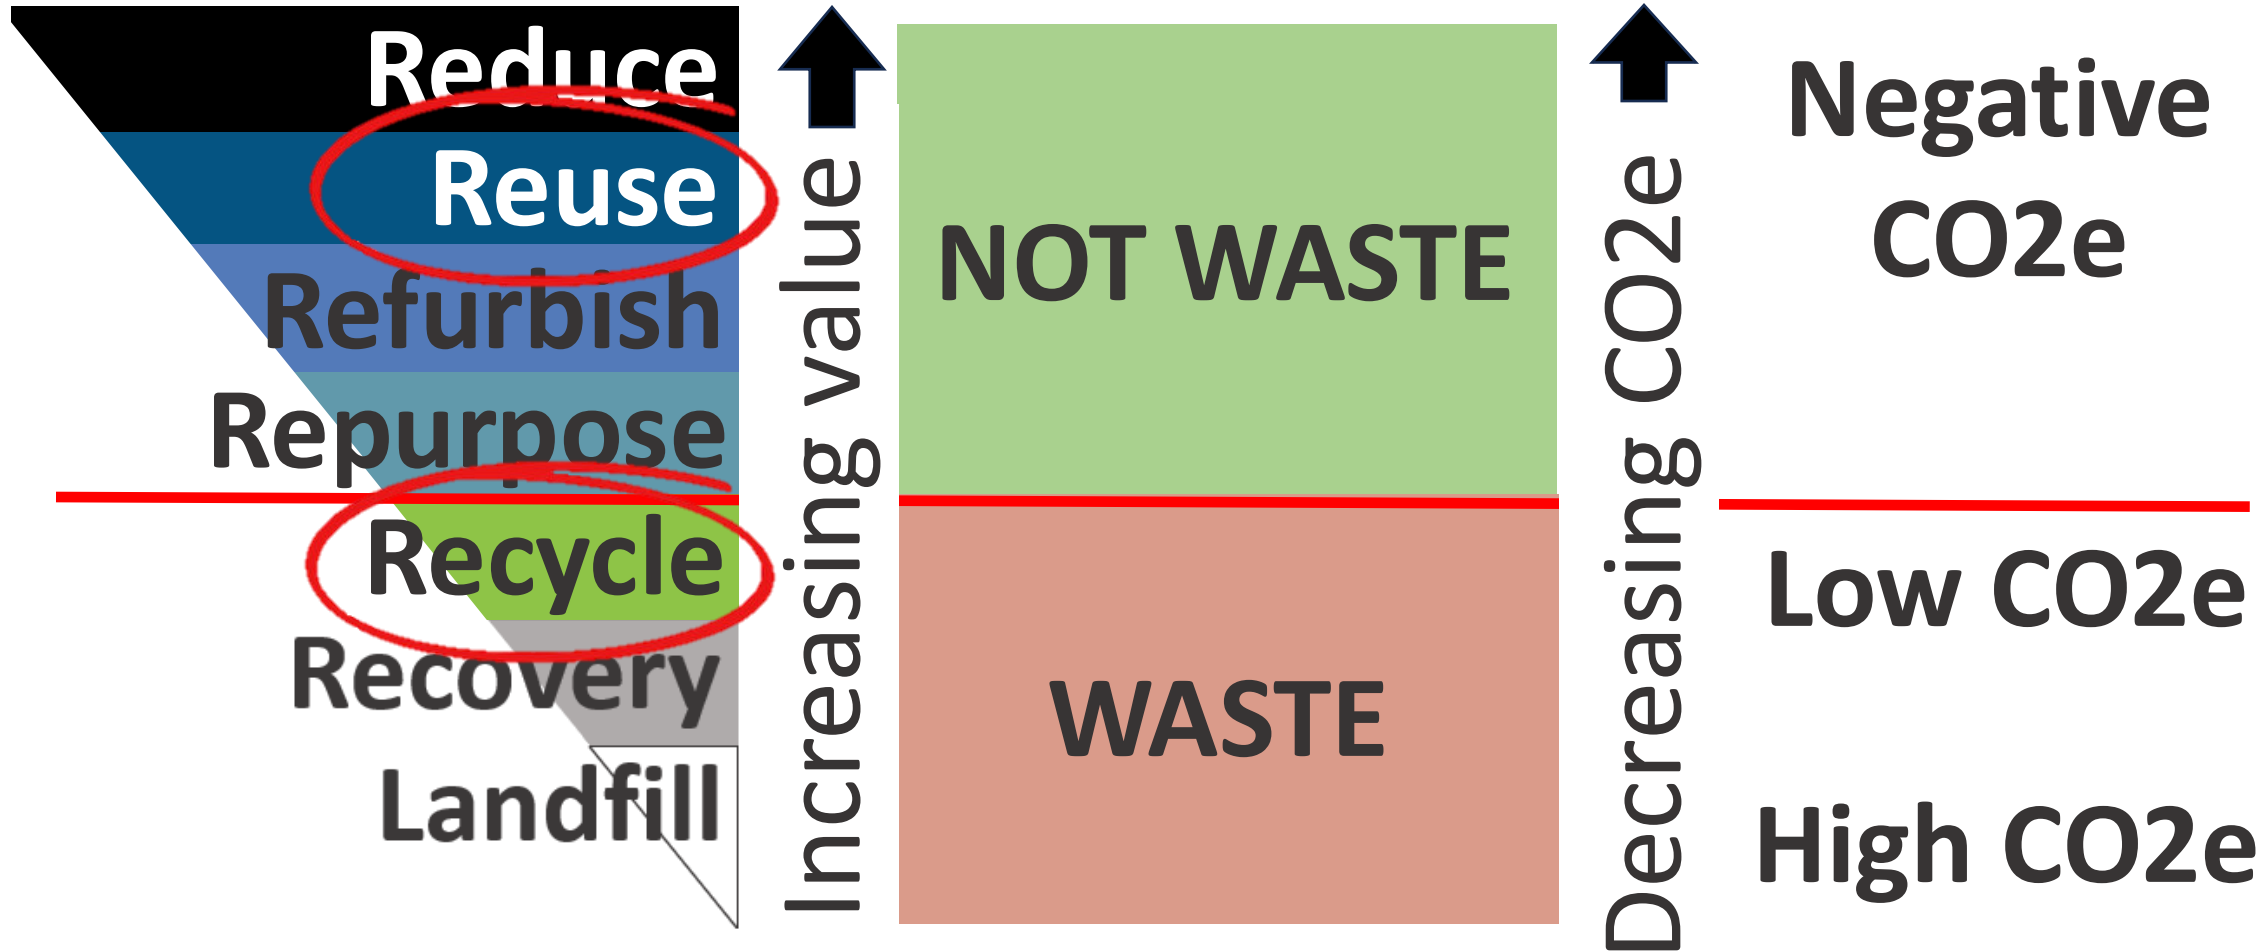 Reduce
Reuse
Refurbish
Repurpose
Recycle
Recovery
Landfill
Increasing value
NOT WASTE
WASTE
Decreasing CO2e
Negative
CO2e
Low CO2e
High CO2e